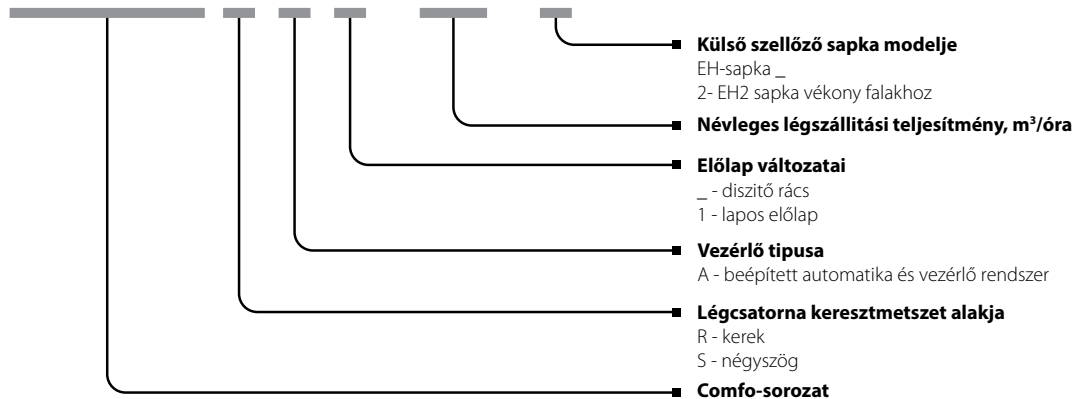 Külső szellőző sapka modelje
EH-sapka _
2- EH2 sapka vékony falakhoz
Névleges légszállitási teljesítmény, m³/óra
Előlap változatai
_ - diszitő rács
1 - lapos előlap
Vezérlő tipusa
A - beépített automatika és vezérlő rendszer
Légcsatorna keresztmetszet alakja
R - kerek
S - négyszög
Comfo-sorozat